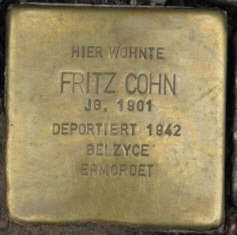 HIER WOHNTE
FRITZ COHN
JG. 1901
DEPORTIERT 1942
BELZYCE
ERMORDET